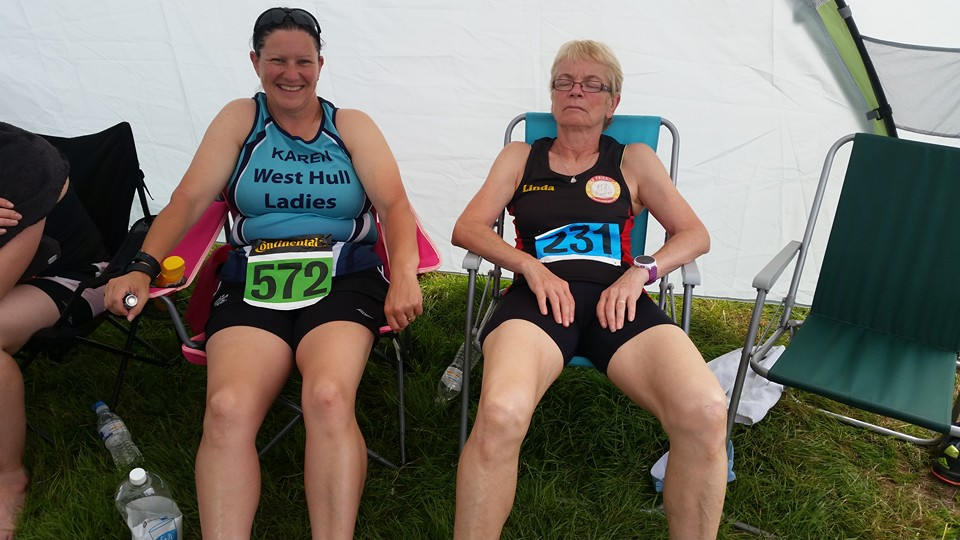 KAREN
West Hull
Ladies
Continental
572
Linda
231